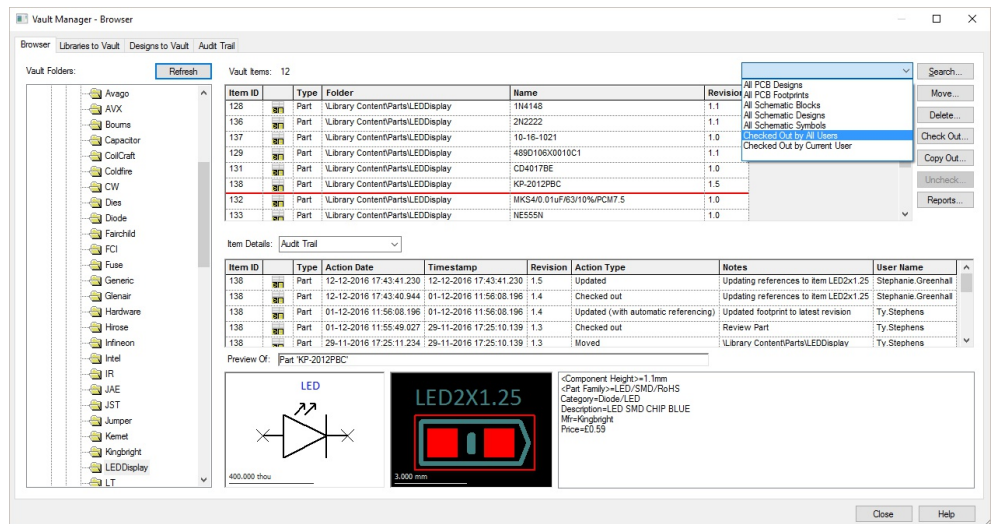 Vault Manager - Browser
Browser Libraries to Vault Designs to Vault Audit Trail
Vault Folders: Refresh Vault Items: 12 Search...
Avago
AVX
Bourns
Capacitor
CoilCraft
Coldfire
CW
Dies
Diode
Fairchild
FCI
Fuse
Generic
Glenair
Hardware
Hirose
Infineon
Intel
IR
JAE
JST
Jumper
Kemet
Kingbright
LEDDisplay
LT
Item ID Type Folder Name Revision
128 Part \Library Content\Parts\LEDDisplay 1N4148 1.1
136 Part \Library Content\Parts\LEDDisplay 2N2222 1.1
137 Part \Library Content\Parts\LEDDisplay 10-16-1021 1.0
129 Part \Library Content\Parts\LEDDisplay 489D106X0010C1 1.1
131 Part \Library Content\Parts\LEDDisplay CD4017BE 1.0
138 Part \Library Content\Parts\LEDDisplay KP-2012PBC 1.5
132 Part \Library Content\Parts\LEDDisplay MKS4/0.01uF/63/10%/PCM7.5 1.0
133 Part \Library Content\Parts\LEDDisplay NE555N 1.0
All PCB Designs
All PCB Footprints
All Schematic Blocks
All Schematic Designs
All Schematic Symbols
Checked Out by All Users
Checked Out by Current User
Move...
Delete...
Check Out...
Copy Out...
Uncheck...
Reports...
Item Details: Audit Trail
Item ID Type Action Date Timestamp Revision Action Type Notes User Name
138 Part 12-12-2016 17:43:41.230 12-12-2016 17:43:41.230 1.5 Updated Updating references to item LED2x1.25 Stephanie.Greenhall
138 Part 12-12-2016 17:43:40.944 01-12-2016 11:56:08.196 1.4 Checked out Updating references to item LED2x1.25 Stephanie.Greenhall
138 Part 01-12-2016 11:56:08.196 01-12-2016 11:56:08.196 1.4 Updated (with automatic referencing) Updated footprint to latest revision Ty.Stephens
138 Part 01-12-2016 11:55:49.027 29-11-2016 17:25:10.139 1.3 Checked out Review Part Ty.Stephens
138 Part 29-11-2016 17:25:11.234 29-11-2016 17:25:10.139 1.3 Moved \Library Content\Parts\LEDDisplay Ty.Stephens
Preview Of: Part 'KP-2012PBC'
LED
400.000 thou
LED2X1.25
3.000 mm
<Component Height>=1.1mm
<Part Family>=LED/SMD/RoHS
Category=Diode/LED
Description=LED SMD CHIP BLUE
Mfr=Kingbright
Price=£0.59
Close Help